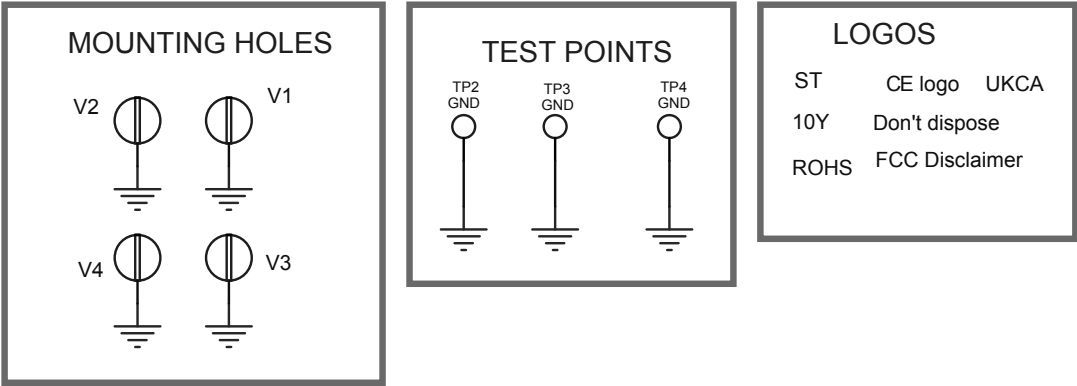 MOUNTING HOLES
V2
V1
V4
V3
TEST POINTS
TP2
GND
TP3
GND
TP4
GND
LOGOS
ST CE logo UKCA
10Y Don't dispose
ROHS FCC Disclaimer